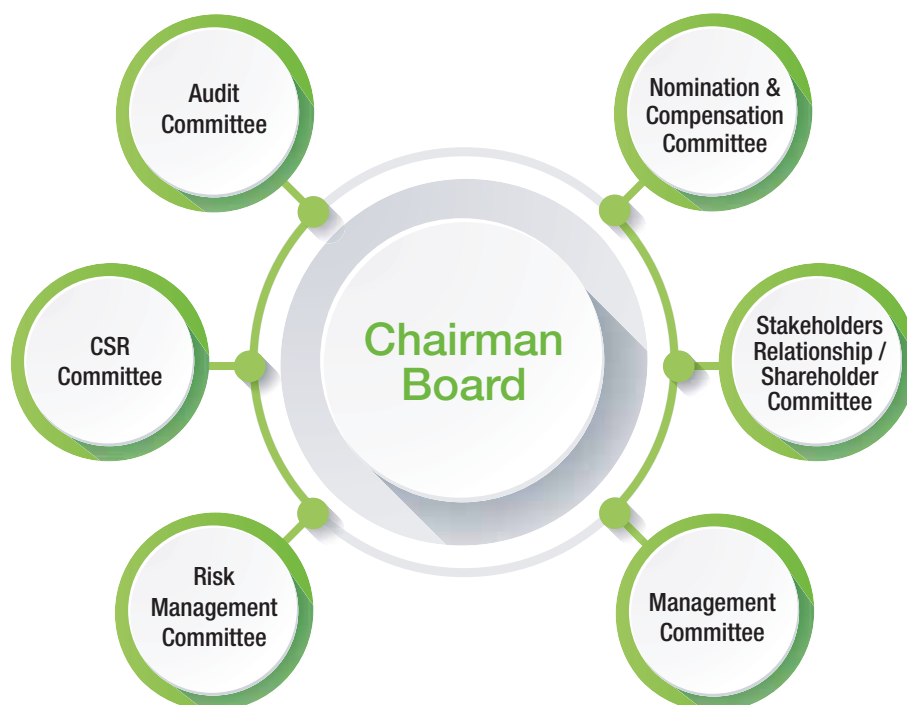 Audit
Committee
Nomination &
Compensation
Committee
CSR
Committee
Chairman
Board
Stakeholders
Relationship /
Shareholder
Committee
Risk
Management
Committee
Management
Committee